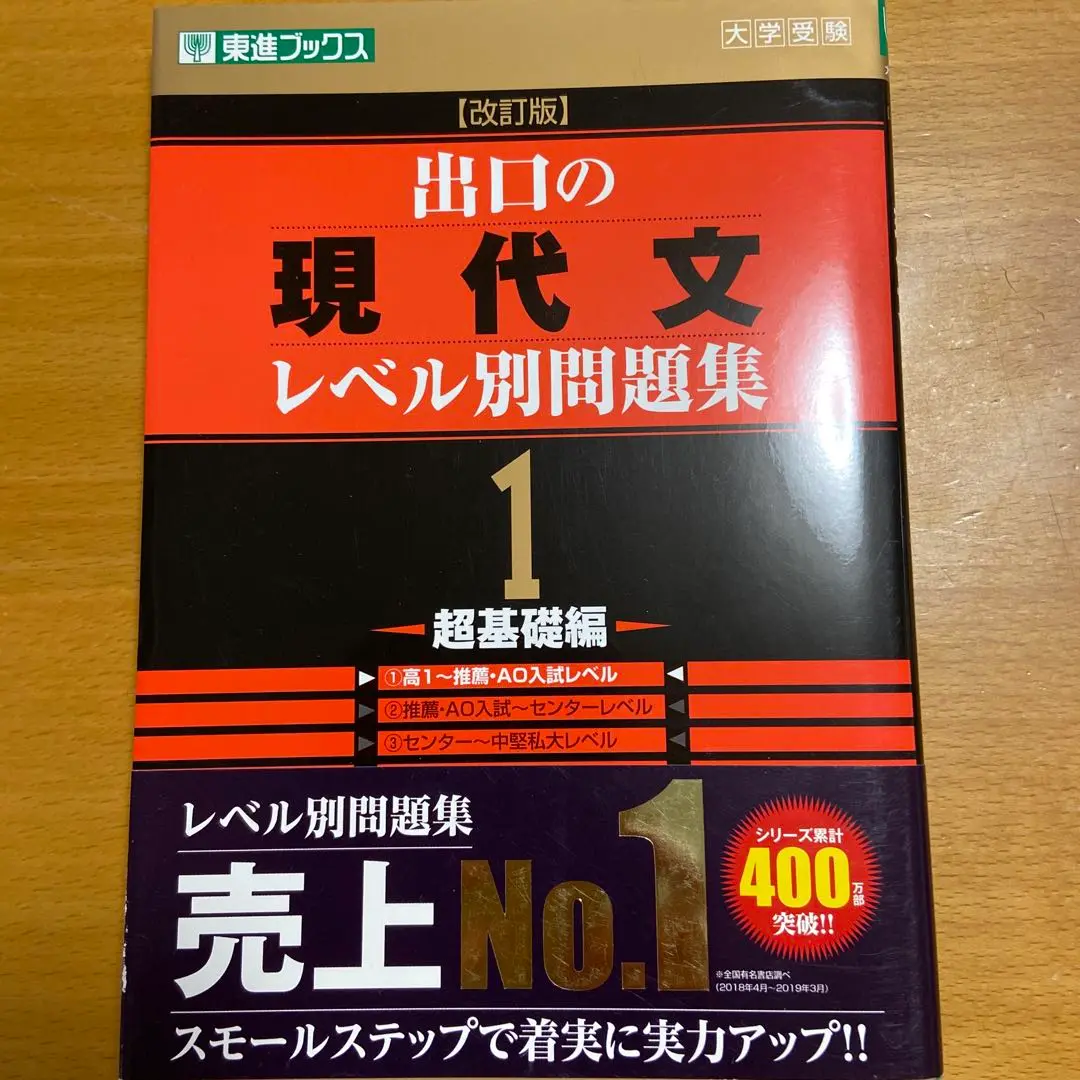 東進ブックス
大学受験
【改訂版】
出口の
現代文
レベル別問題集
1
超基礎編
①高1〜推薦・AO入試レベル
②推薦・AO入試〜センターレベル
③センター〜中堅私大レベル
レベル別問題集
売上No.1
シリーズ累計
400万部
突破!!
※全国有名書店調べ
(2018年4月〜2019年3月)
スモールステップで着実に実力アップ!!